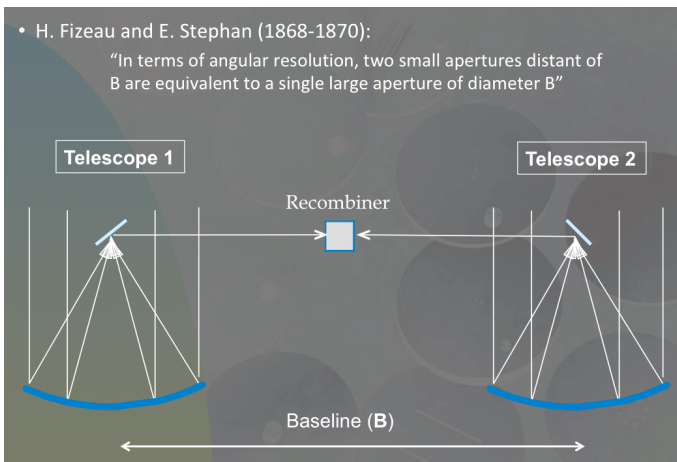 • H. Fizeau and E. Stephan (1868-1870):
“In terms of angular resolution, two small apertures distant of
B are equivalent to a single large aperture of diameter B”
Telescope 1
Telescope 2
Recombiner
Baseline (B)